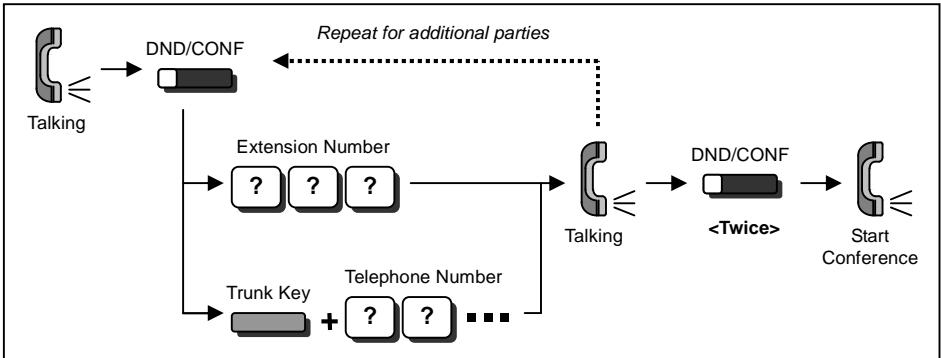 Repeat for additional parties
DND/CONF
Talking
Extension Number
? ? ?
Talking
DND/CONF
<Twice>
Start
Conference
Trunk Key
+
Telephone Number
? ?